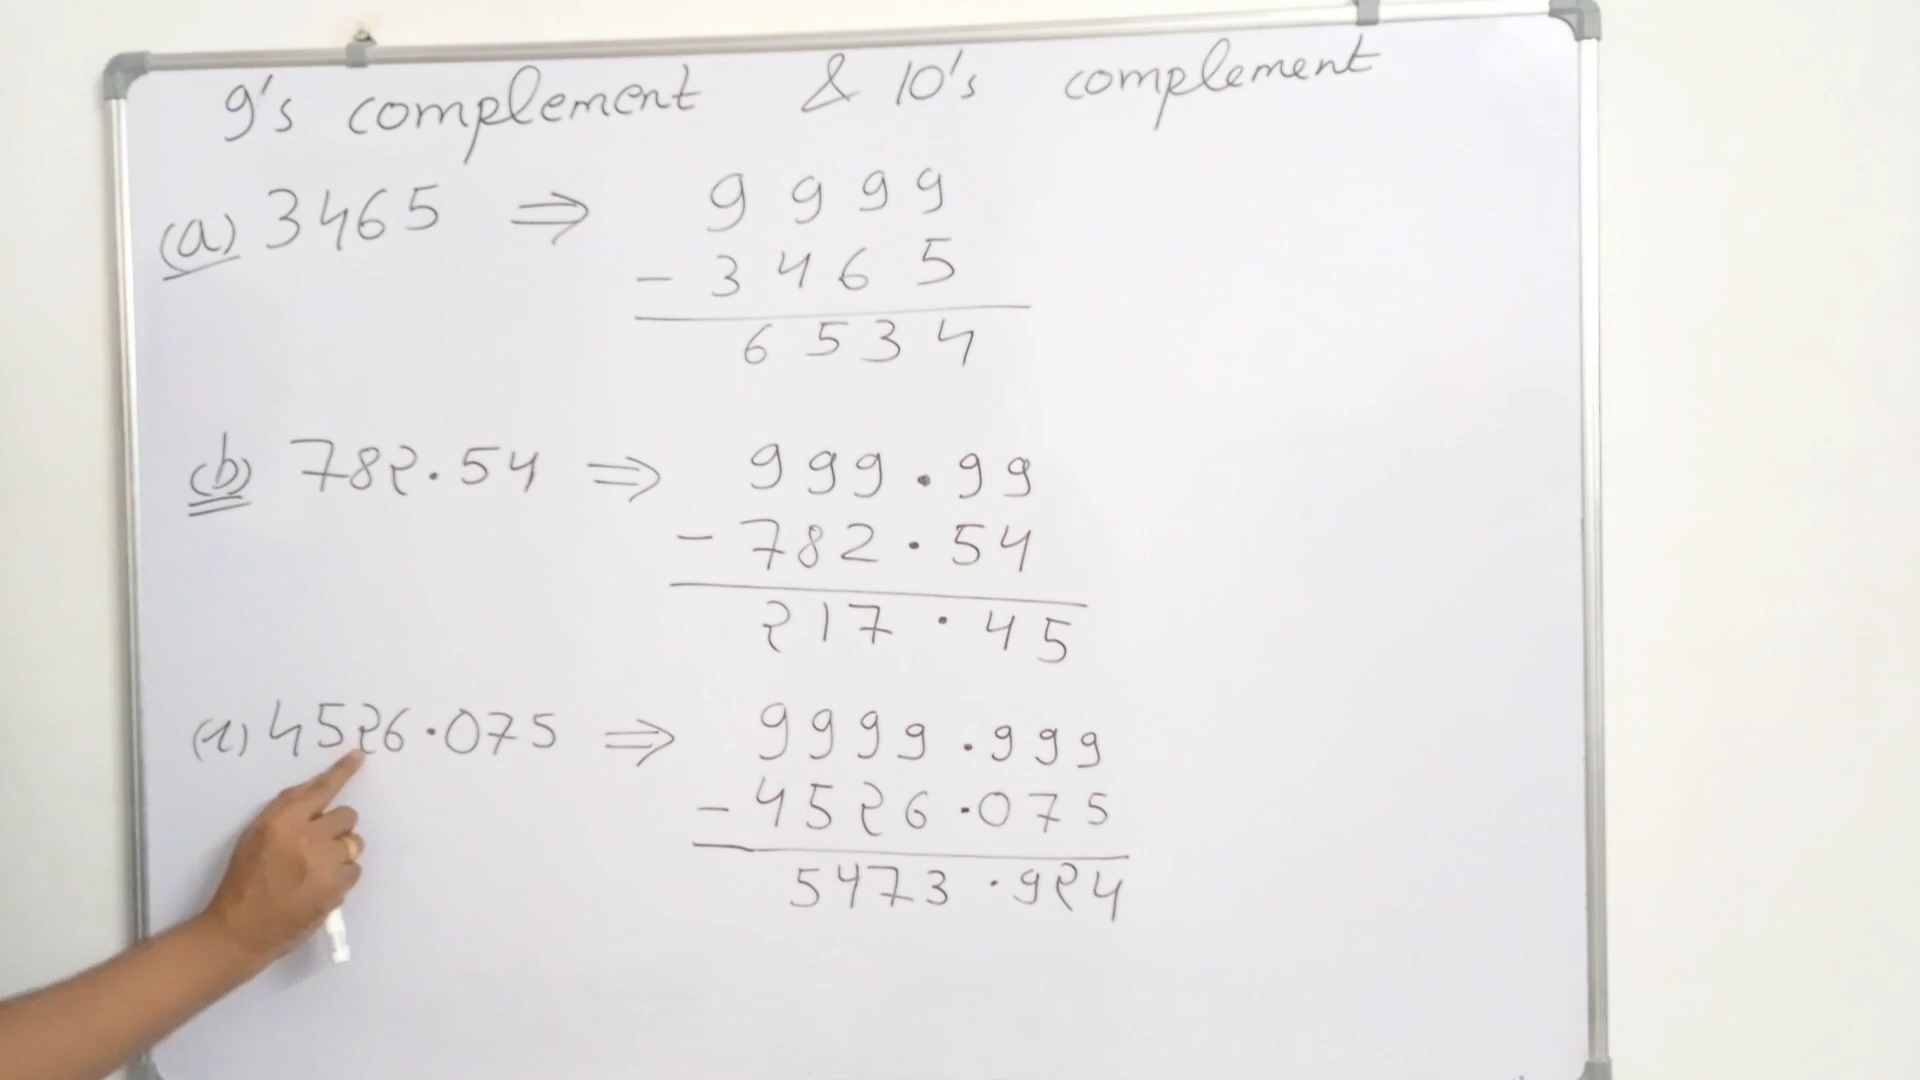 9's complement & 10's complement
(a) 3465 ⇒ 9999
- 3465
6534
(b) 782.54 ⇒ 999.99
- 782.54
217.45
4526.075 ⇒ 9999.999
- 4526.075
5473.924